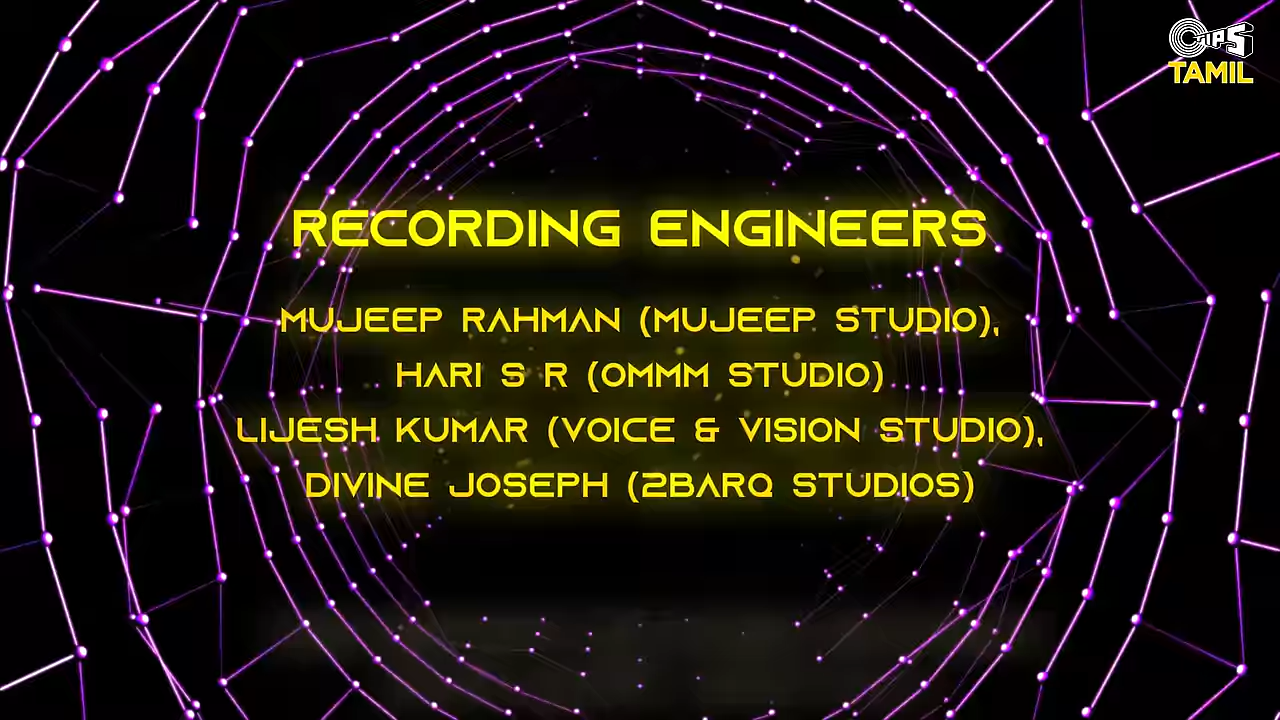 TIPS
TAMIL
RECORDING ENGINEERS
MUJEEP RAHMAN (MUJEEP STUDIO),
HARI S R (OMMM STUDIO)
LIJESH KUMAR (VOICE & VISION STUDIO),
DIVINE JOSEPH (2BARQ STUDIOS)